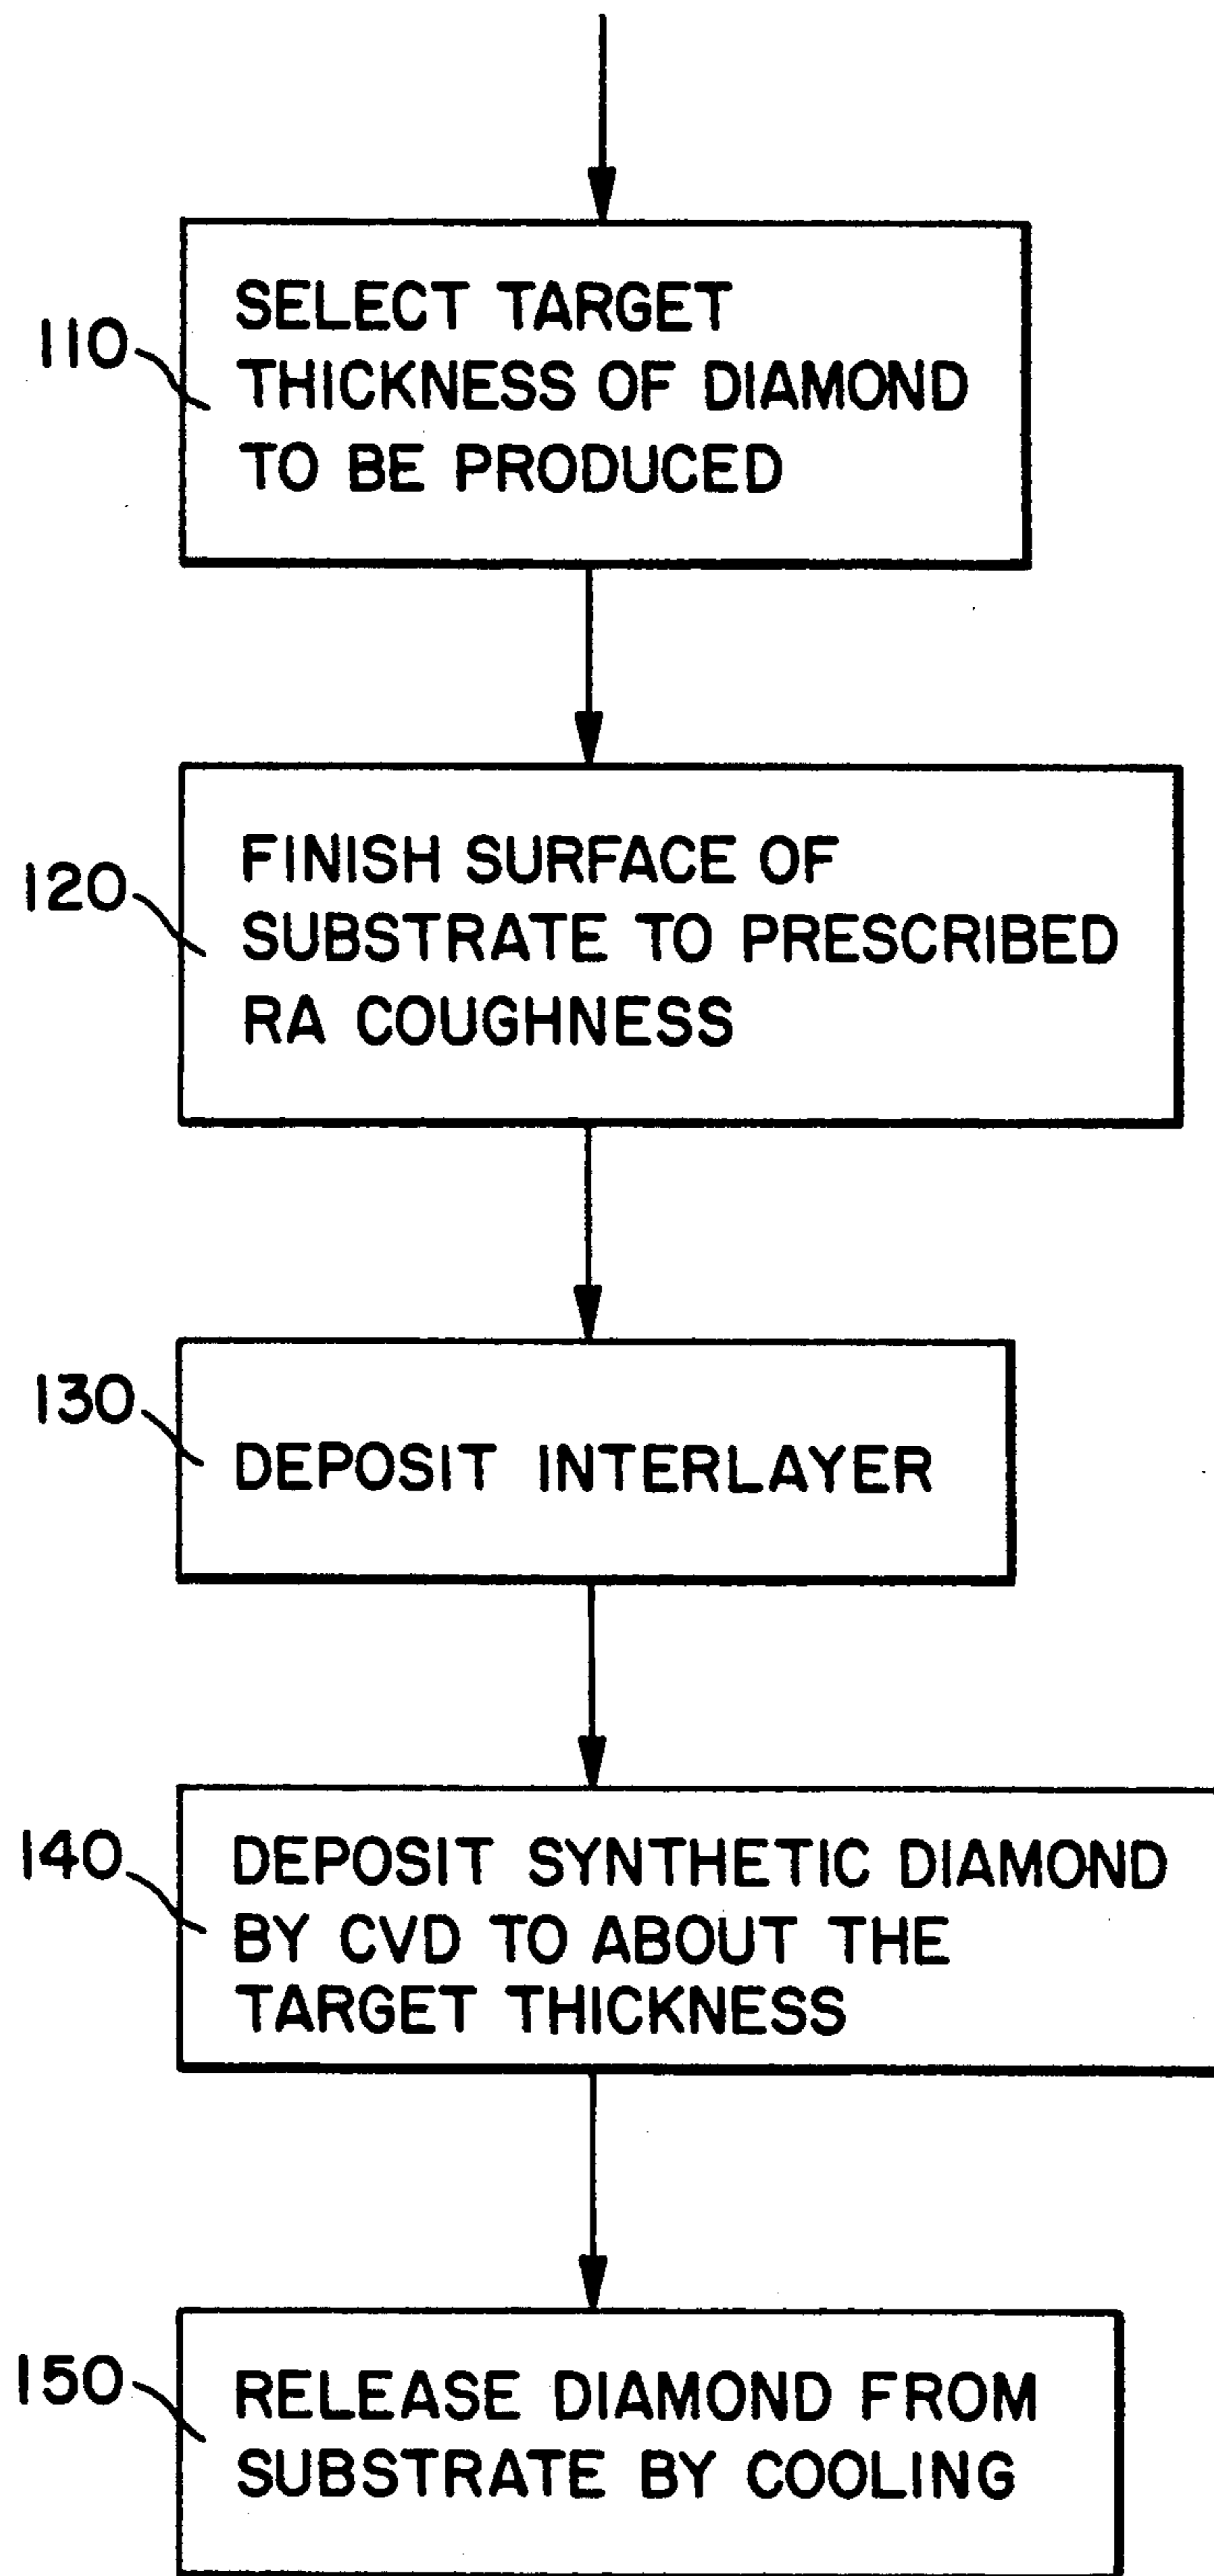 110
SELECT TARGET
THICKNESS OF DIAMOND
TO BE PRODUCED
120
FINISH SURFACE OF
SUBSTRATE TO PRESCRIBED
RA COUGHNESS
130
DEPOSIT INTERLAYER
140
DEPOSIT SYNTHETIC DIAMOND
BY CVD TO ABOUT THE
TARGET THICKNESS
150
RELEASE DIAMOND FROM
SUBSTRATE BY COOLING